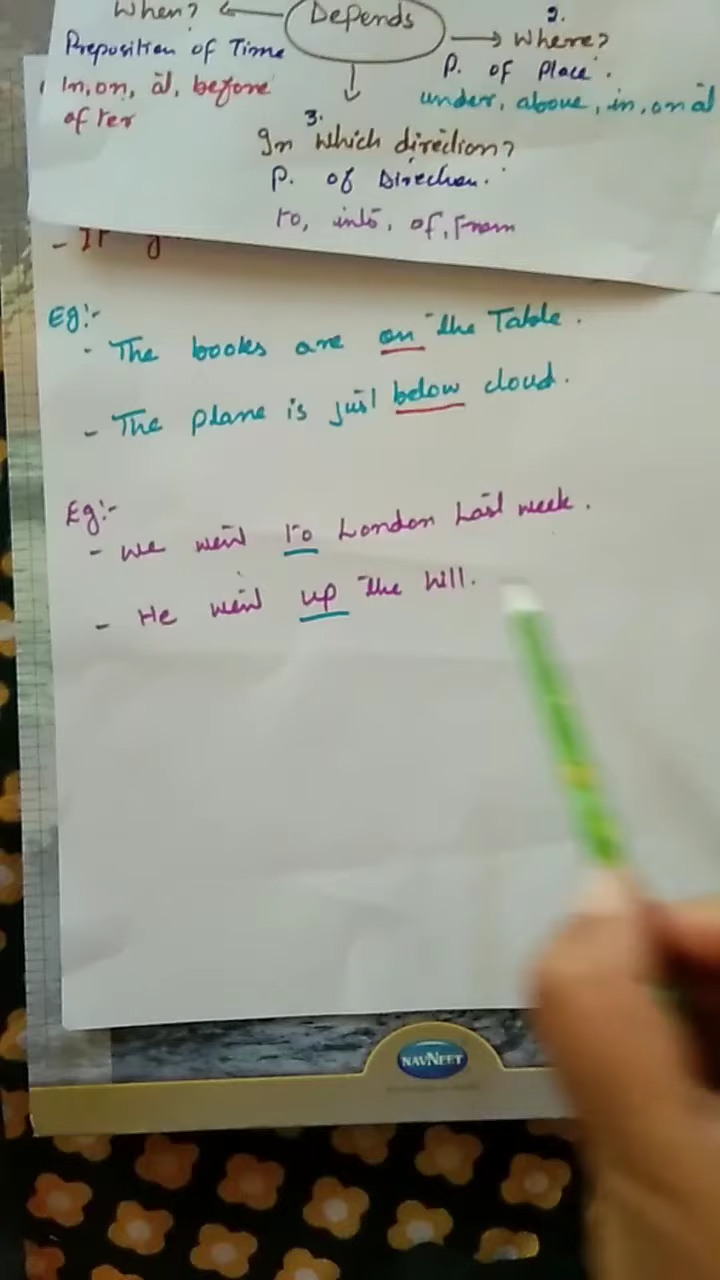 When? Depends 2.
Preposition of Time Where?
In, on, at, before P. of Place.
after under, above, in, on at
3.
In Which direction?
P. of Direction.
to, into, of, From
- It
Eg:-
- The books are on the Table.
- The plane is just below cloud.
Eg:-
- We went to London Last week.
- He went up the hill.
NAVNEET